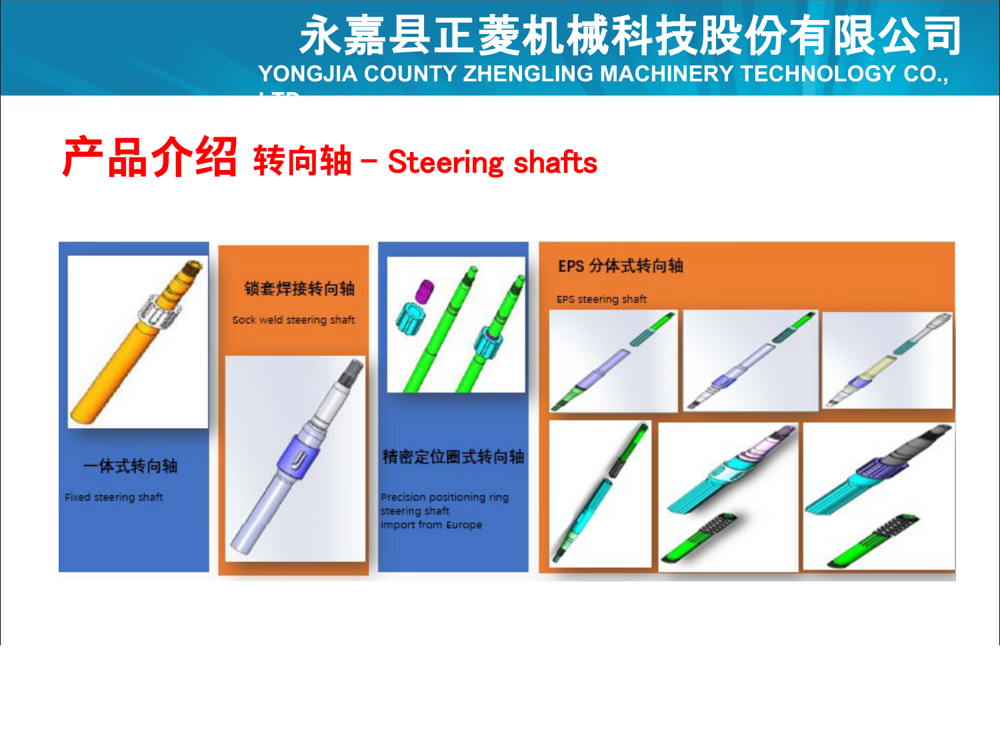 永嘉县正菱机械科技股份有限公司
YONGJIA COUNTY ZHENGLING MACHINERY TECHNOLOGY CO.,
LTD
产品介绍 转向轴 – Steering shafts
一体式转向轴
Fixed steering shaft
锁套焊接转向轴
Sock weld steering shaft
精密定位圈式转向轴
Precision positioning ring
steering shaft
Import from Europe
EPS 分体式转向轴
EPS steering shaft